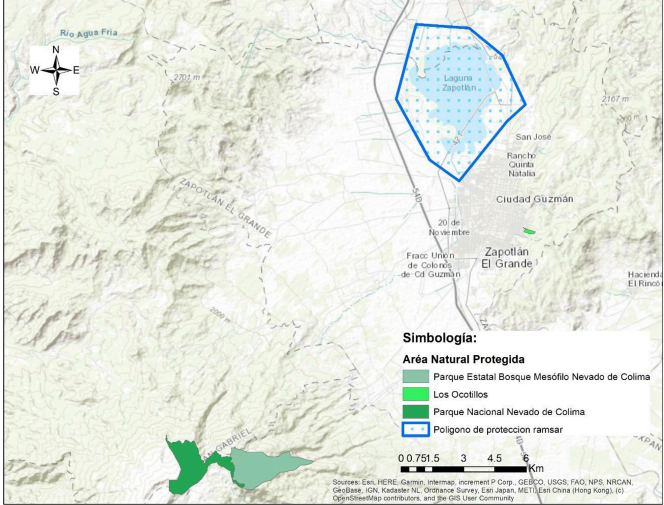 Río Agua Fria
N
W E
S
2701 m
Laguna
Zapotlán
2167 m
San José
Rancho
Quinta
Natalia
ZAPOTLÁN EL GRANDE
Ciudad Guzmán
540
20 de
Noviembre
Fracc Unión
de Colonos
de Cd Guzmán
Zapotlán
El Grande
Hacienda
El Rincó
2000 m
SAN GABRIEL
Simbología:
Aréa Natural Protegida
Parque Estatal Bosque Mesófilo Nevado de Colima
Los Ocotillos
Parque Nacional Nevado de Colima
Poligono de proteccion ramsar
0 0.751.5 3 4.5 6
Km
Sources: Esri, HERE, Garmin, Intermap, increment P Corp., GEBCO, USGS, FAO, NPS, NRCAN,
GeoBase, IGN, Kadaster NL, Ordnance Survey, Esri Japan, METI, Esri China (Hong Kong), (c)
OpenStreetMap contributors, and the GIS User Community